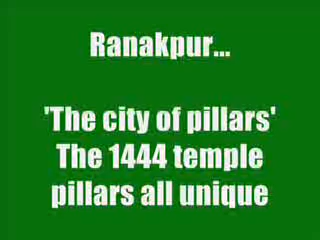 Ranakpur...
'The city of pillars'
The 1444 temple
pillars all unique